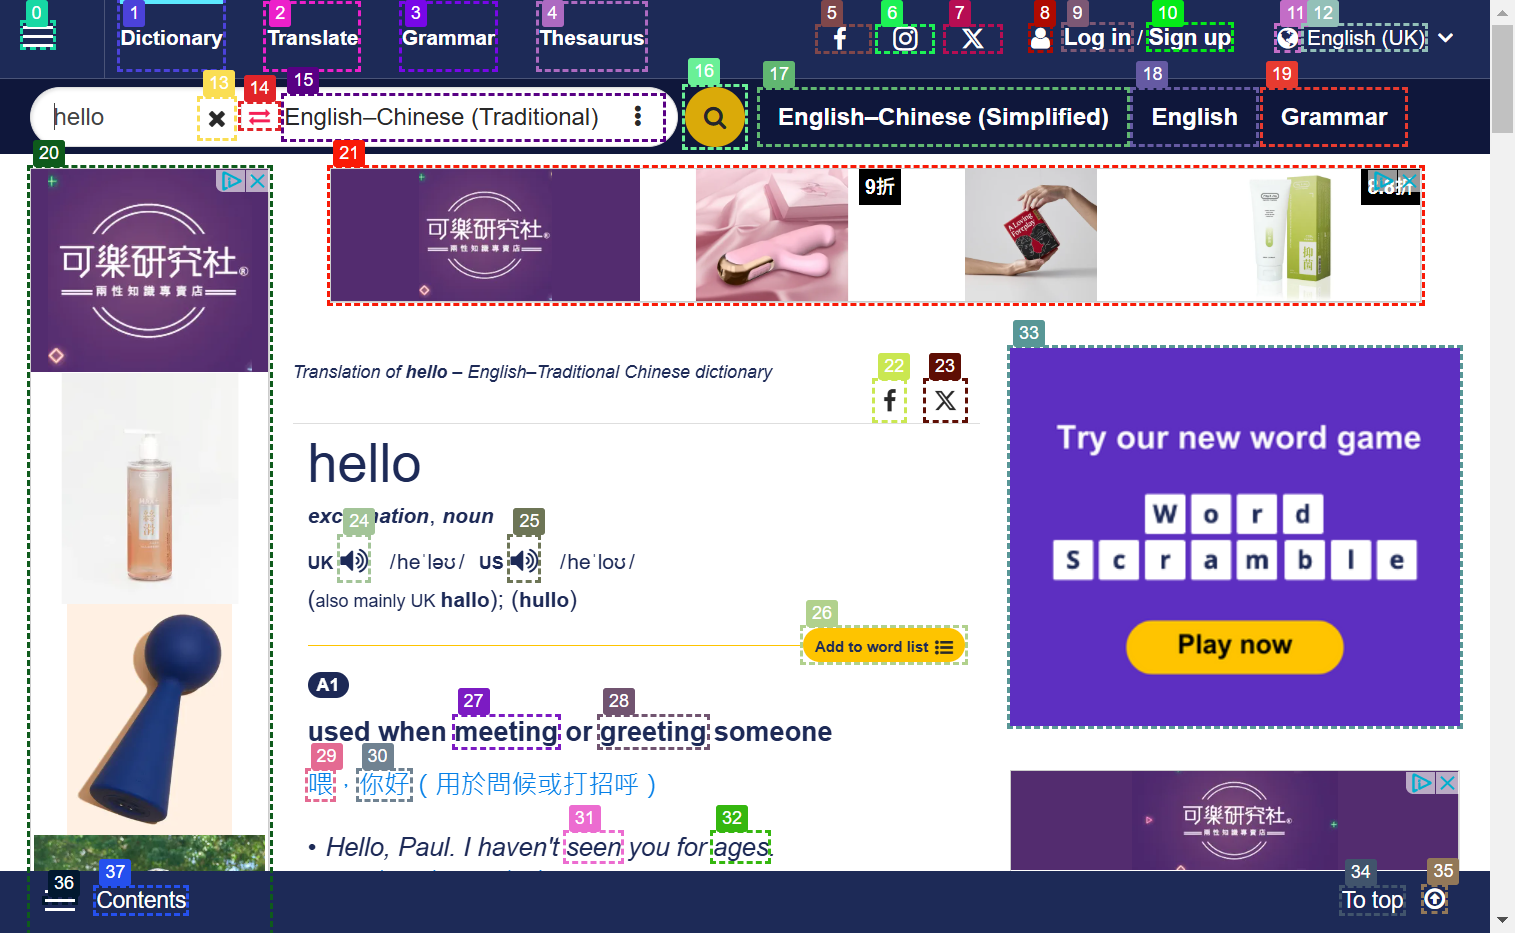 0 1 2 3 4 5 6 7 8 9 10 11 12
Dictionary Translate Grammar Thesaurus Log in / Sign up English (UK)
13 14 15 16 17 18 19
hello English–Chinese (Traditional) English–Chinese (Simplified) English Grammar
20 21
可樂研究社®
兩性知識專賣店
可樂研究社®
兩性知識專賣店
9折
A Loving Foreplay
抑菌
33
22 23
Translation of hello – English–Traditional Chinese dictionary
hello
24 25
noun
UK /heˈləʊ/ US /heˈloʊ/
(also mainly UK hallo); (hullo)
26
Add to word list
A1
27 28
used when meeting or greeting someone
29 30
喂，你好（用於問候或打招呼）
31 32
• Hello, Paul. I haven't seen you for ages.
Try our new word game
Word
Scramble
Play now
可樂研究社®
兩性知識專賣店
36 37 34 35
Contents To top